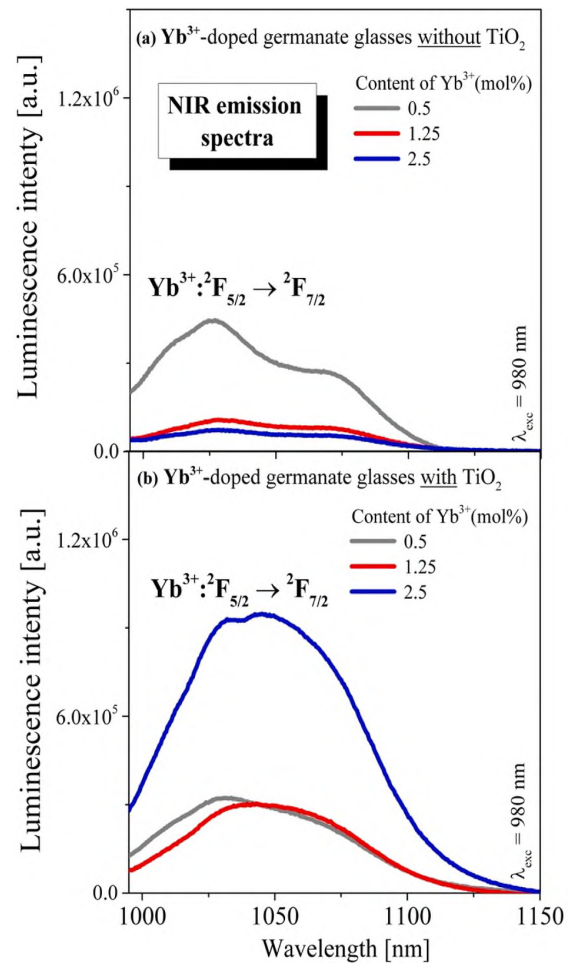 (a) Yb³⁺-doped germanate glasses without TiO₂
Content of Yb³⁺(mol%)
0.5
1.25
2.5
NIR emission
spectra
Yb³⁺:²F₅/₂ → ²F₇/₂
λexc = 980 nm
Luminescence intenty [a.u.]
1.2x10⁶
6.0x10⁵
0.0
(b) Yb³⁺-doped germanate glasses with TiO₂
Content of Yb³⁺(mol%)
0.5
1.25
2.5
Yb³⁺:²F₅/₂ → ²F₇/₂
λexc = 980 nm
Luminescence intenty [a.u.]
1.2x10⁶
6.0x10⁵
0.0
1000 1050 1100 1150
Wavelength [nm]